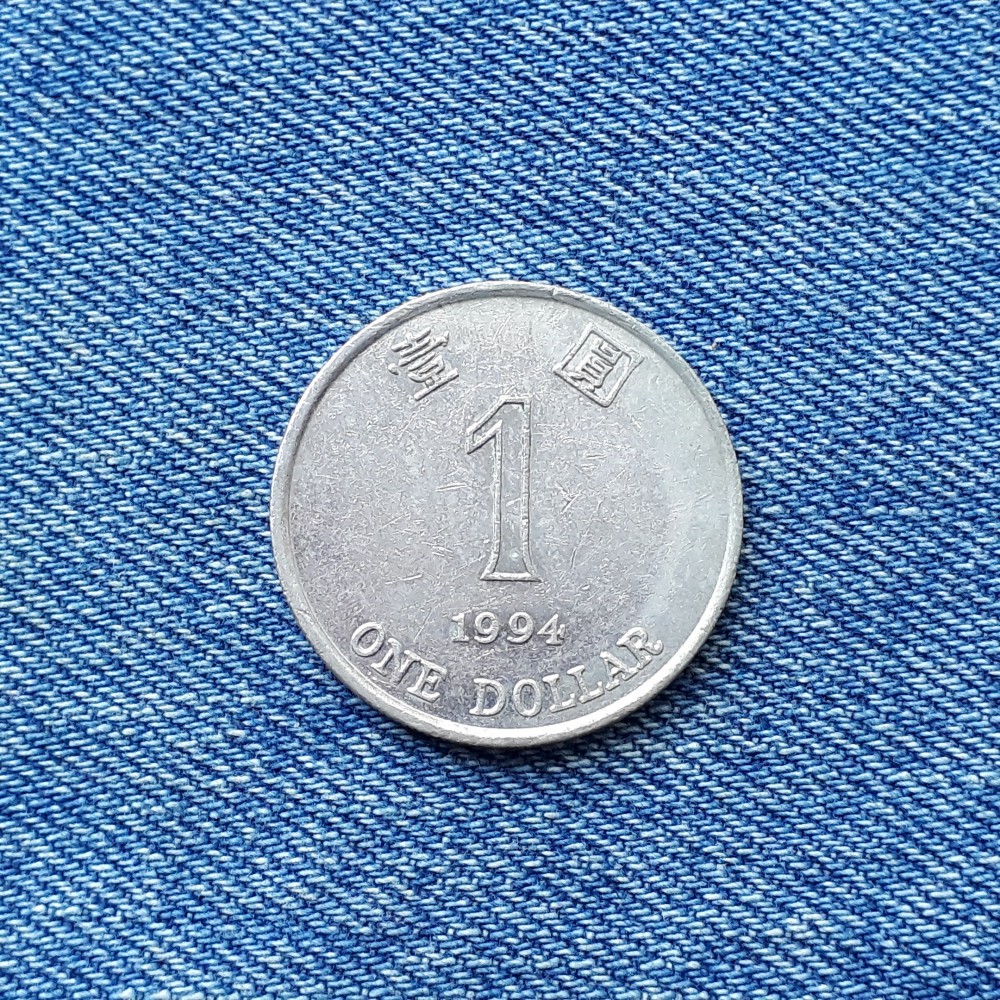 壹 圓
1
1994
ONE DOLLAR